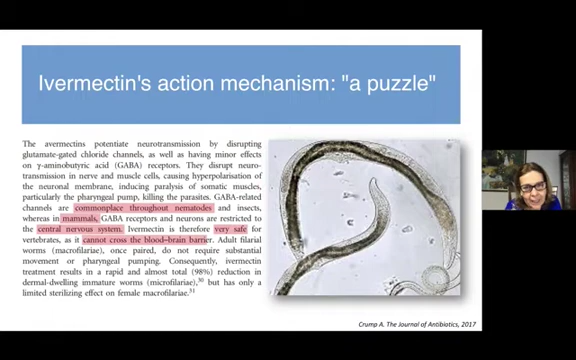 Ivermectin's action mechanism: "a puzzle"
The avermectins potentiate neurotransmission by disrupting
glutamate-gated chloride channels, as well as having minor effects
on γ-aminobutyric acid (GABA) receptors. They disrupt neuro-
transmission in nerve and muscle cells, causing hyperpolarisation of
the neuronal membrane, inducing paralysis of somatic muscles,
particularly the pharyngeal pump, killing the parasites. GABA-related
channels are commonplace throughout nematodes and insects,
whereas in mammals, GABA receptors and neurons are restricted to
the central nervous system. Ivermectin is therefore very safe for
vertebrates, as it cannot cross the blood–brain barrier. Adult filarial
worms (macrofilariae), once paired, do not require substantial
movement or pharyngeal pumping. Consequently, ivermectin
treatment results in a rapid and almost total (98%) reduction in
dermal-dwelling immature worms (microfilariae),30 but has only a
limited sterilizing effect on female macrofilariae.31
Crump A. The Journal of Antibiotics, 2017